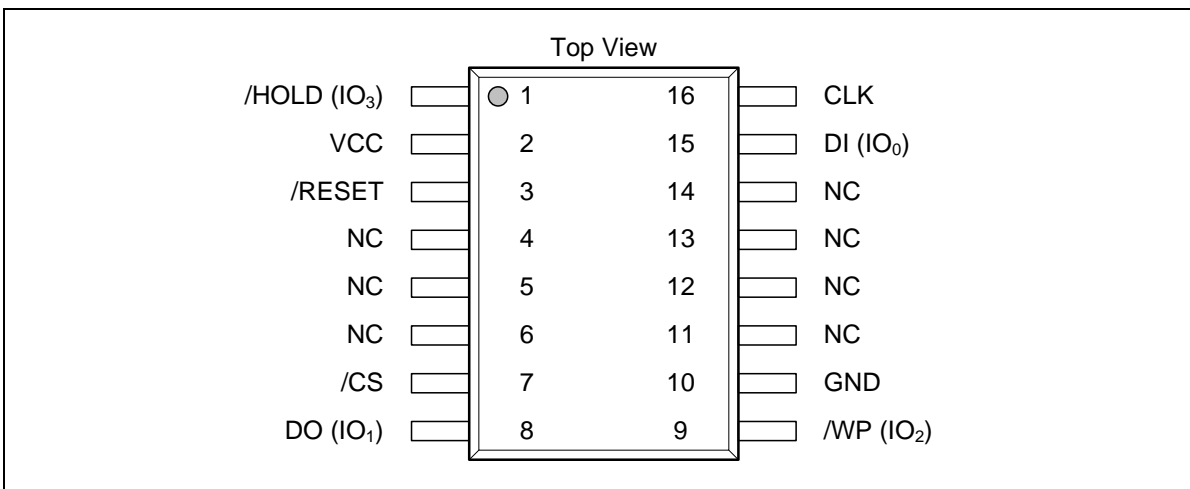 Top View
/HOLD (IO₃) 1 16 CLK
VCC 2 15 DI (IO₀)
/RESET 3 14 NC
NC 4 13 NC
NC 5 12 NC
NC 6 11 NC
/CS 7 10 GND
DO (IO₁) 8 9 /WP (IO₂)